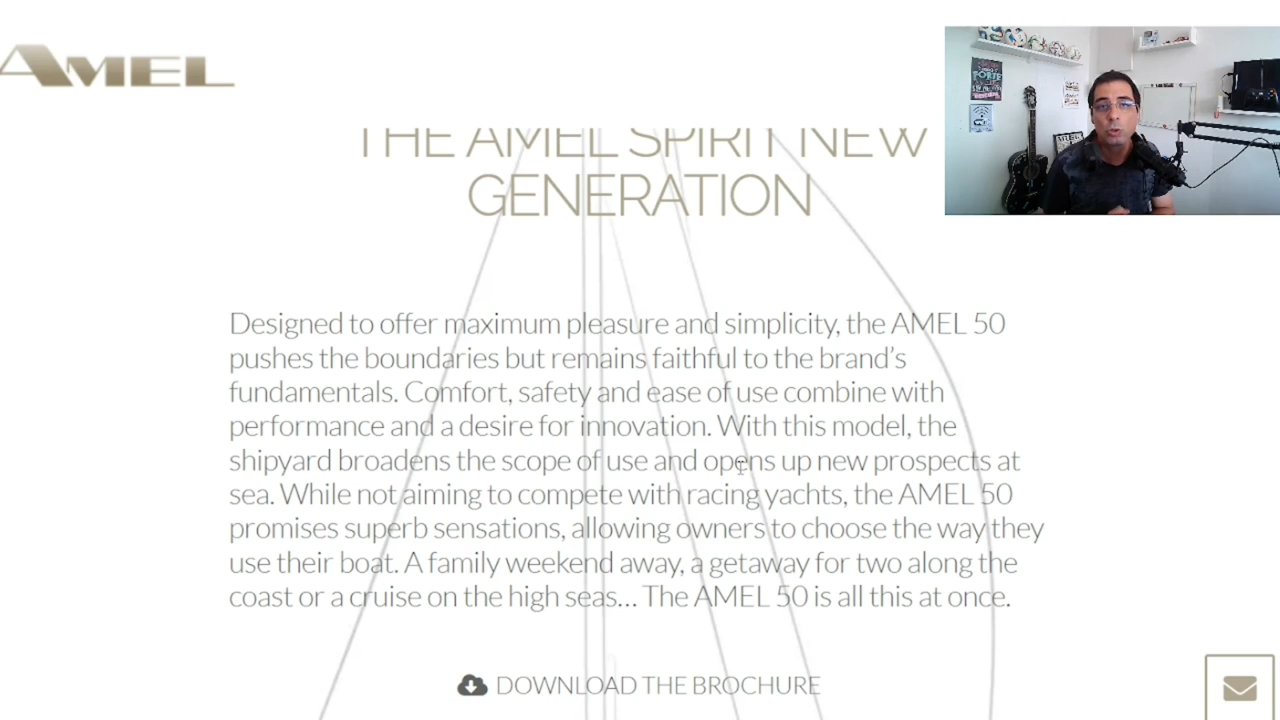 AMEL
THE AMEL SPIRIT NEW
GENERATION
FORTE
Designed to offer maximum pleasure and simplicity, the AMEL 50
pushes the boundaries but remains faithful to the brand’s
fundamentals. Comfort, safety and ease of use combine with
performance and a desire for innovation. With this model, the
shipyard broadens the scope of use and opens up new prospects at
sea. While not aiming to compete with racing yachts, the AMEL 50
promises superb sensations, allowing owners to choose the way they
use their boat. A family weekend away, a getaway for two along the
coast or a cruise on the high seas… The AMEL 50 is all this at once.
DOWNLOAD THE BROCHURE